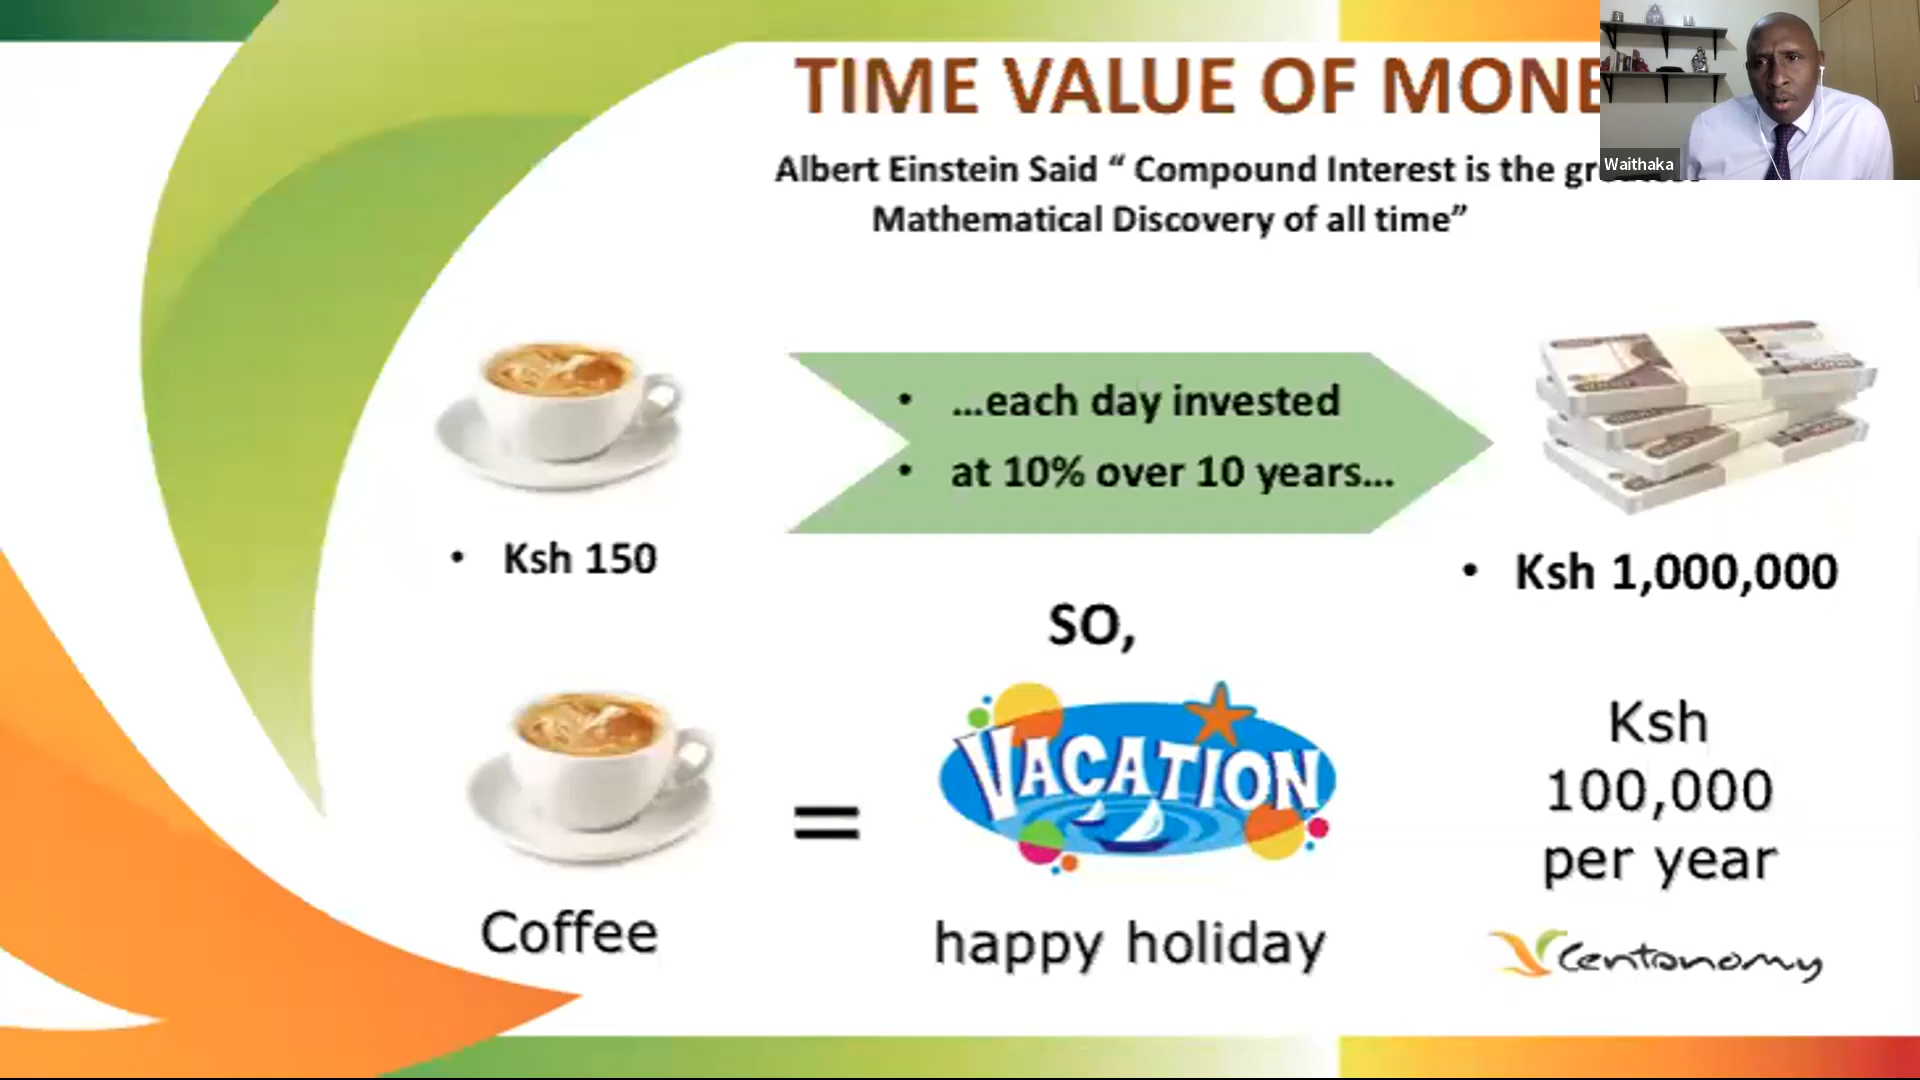 TIME VALUE OF MONE
Waithaka
Albert Einstein Said “ Compound Interest is the
Mathematical Discovery of all time”
• ...each day invested
• at 10% over 10 years...
• Ksh 150
• Ksh 1,000,000
SO,
VACATION
Ksh
100,000
per year
=
Coffee
happy holiday
Centonomy